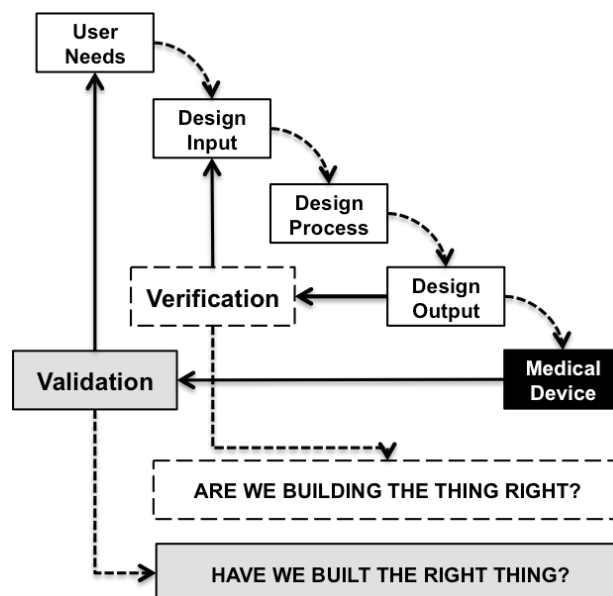 User
Needs
Design
Input
Design
Process
Design
Output
Verification
Medical
Device
Validation
ARE WE BUILDING THE THING RIGHT?
HAVE WE BUILT THE RIGHT THING?